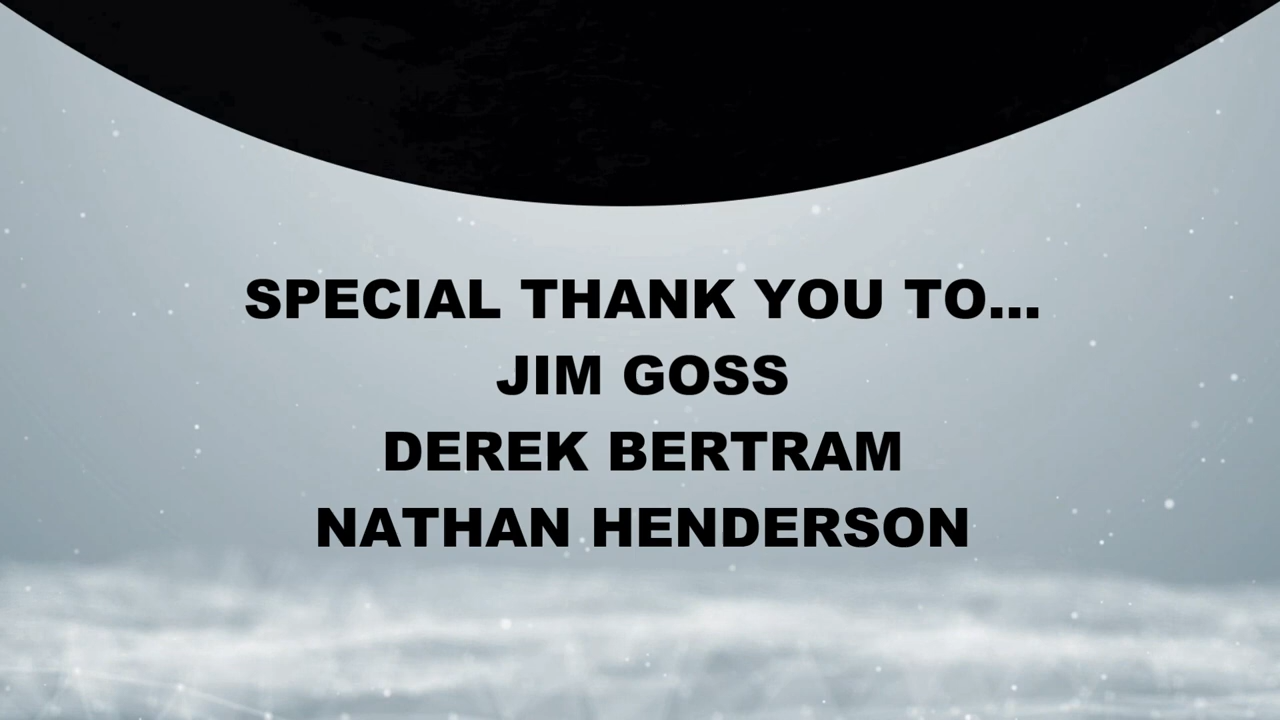 SPECIAL THANK YOU TO...
JIM GOSS
DEREK BERTRAM
NATHAN HENDERSON